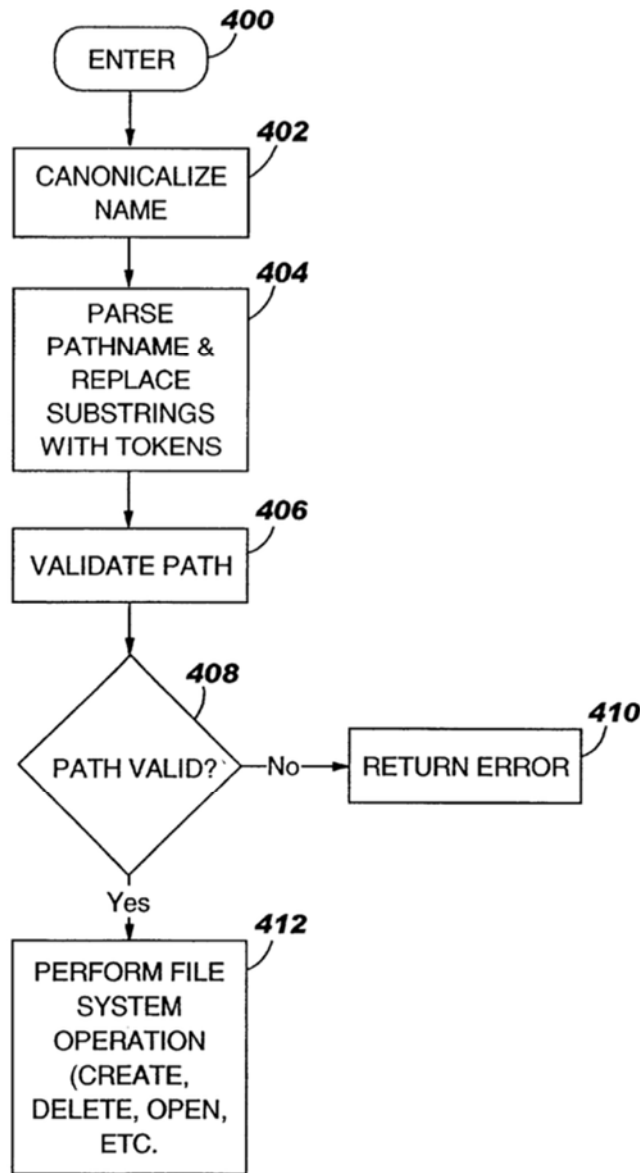 400
ENTER
402
CANONICALIZE
NAME
404
PARSE
PATHNAME &
REPLACE
SUBSTRINGS
WITH TOKENS
406
VALIDATE PATH
408
PATH VALID?
No
410
RETURN ERROR
Yes
412
PERFORM FILE
SYSTEM
OPERATION
(CREATE,
DELETE, OPEN,
ETC.